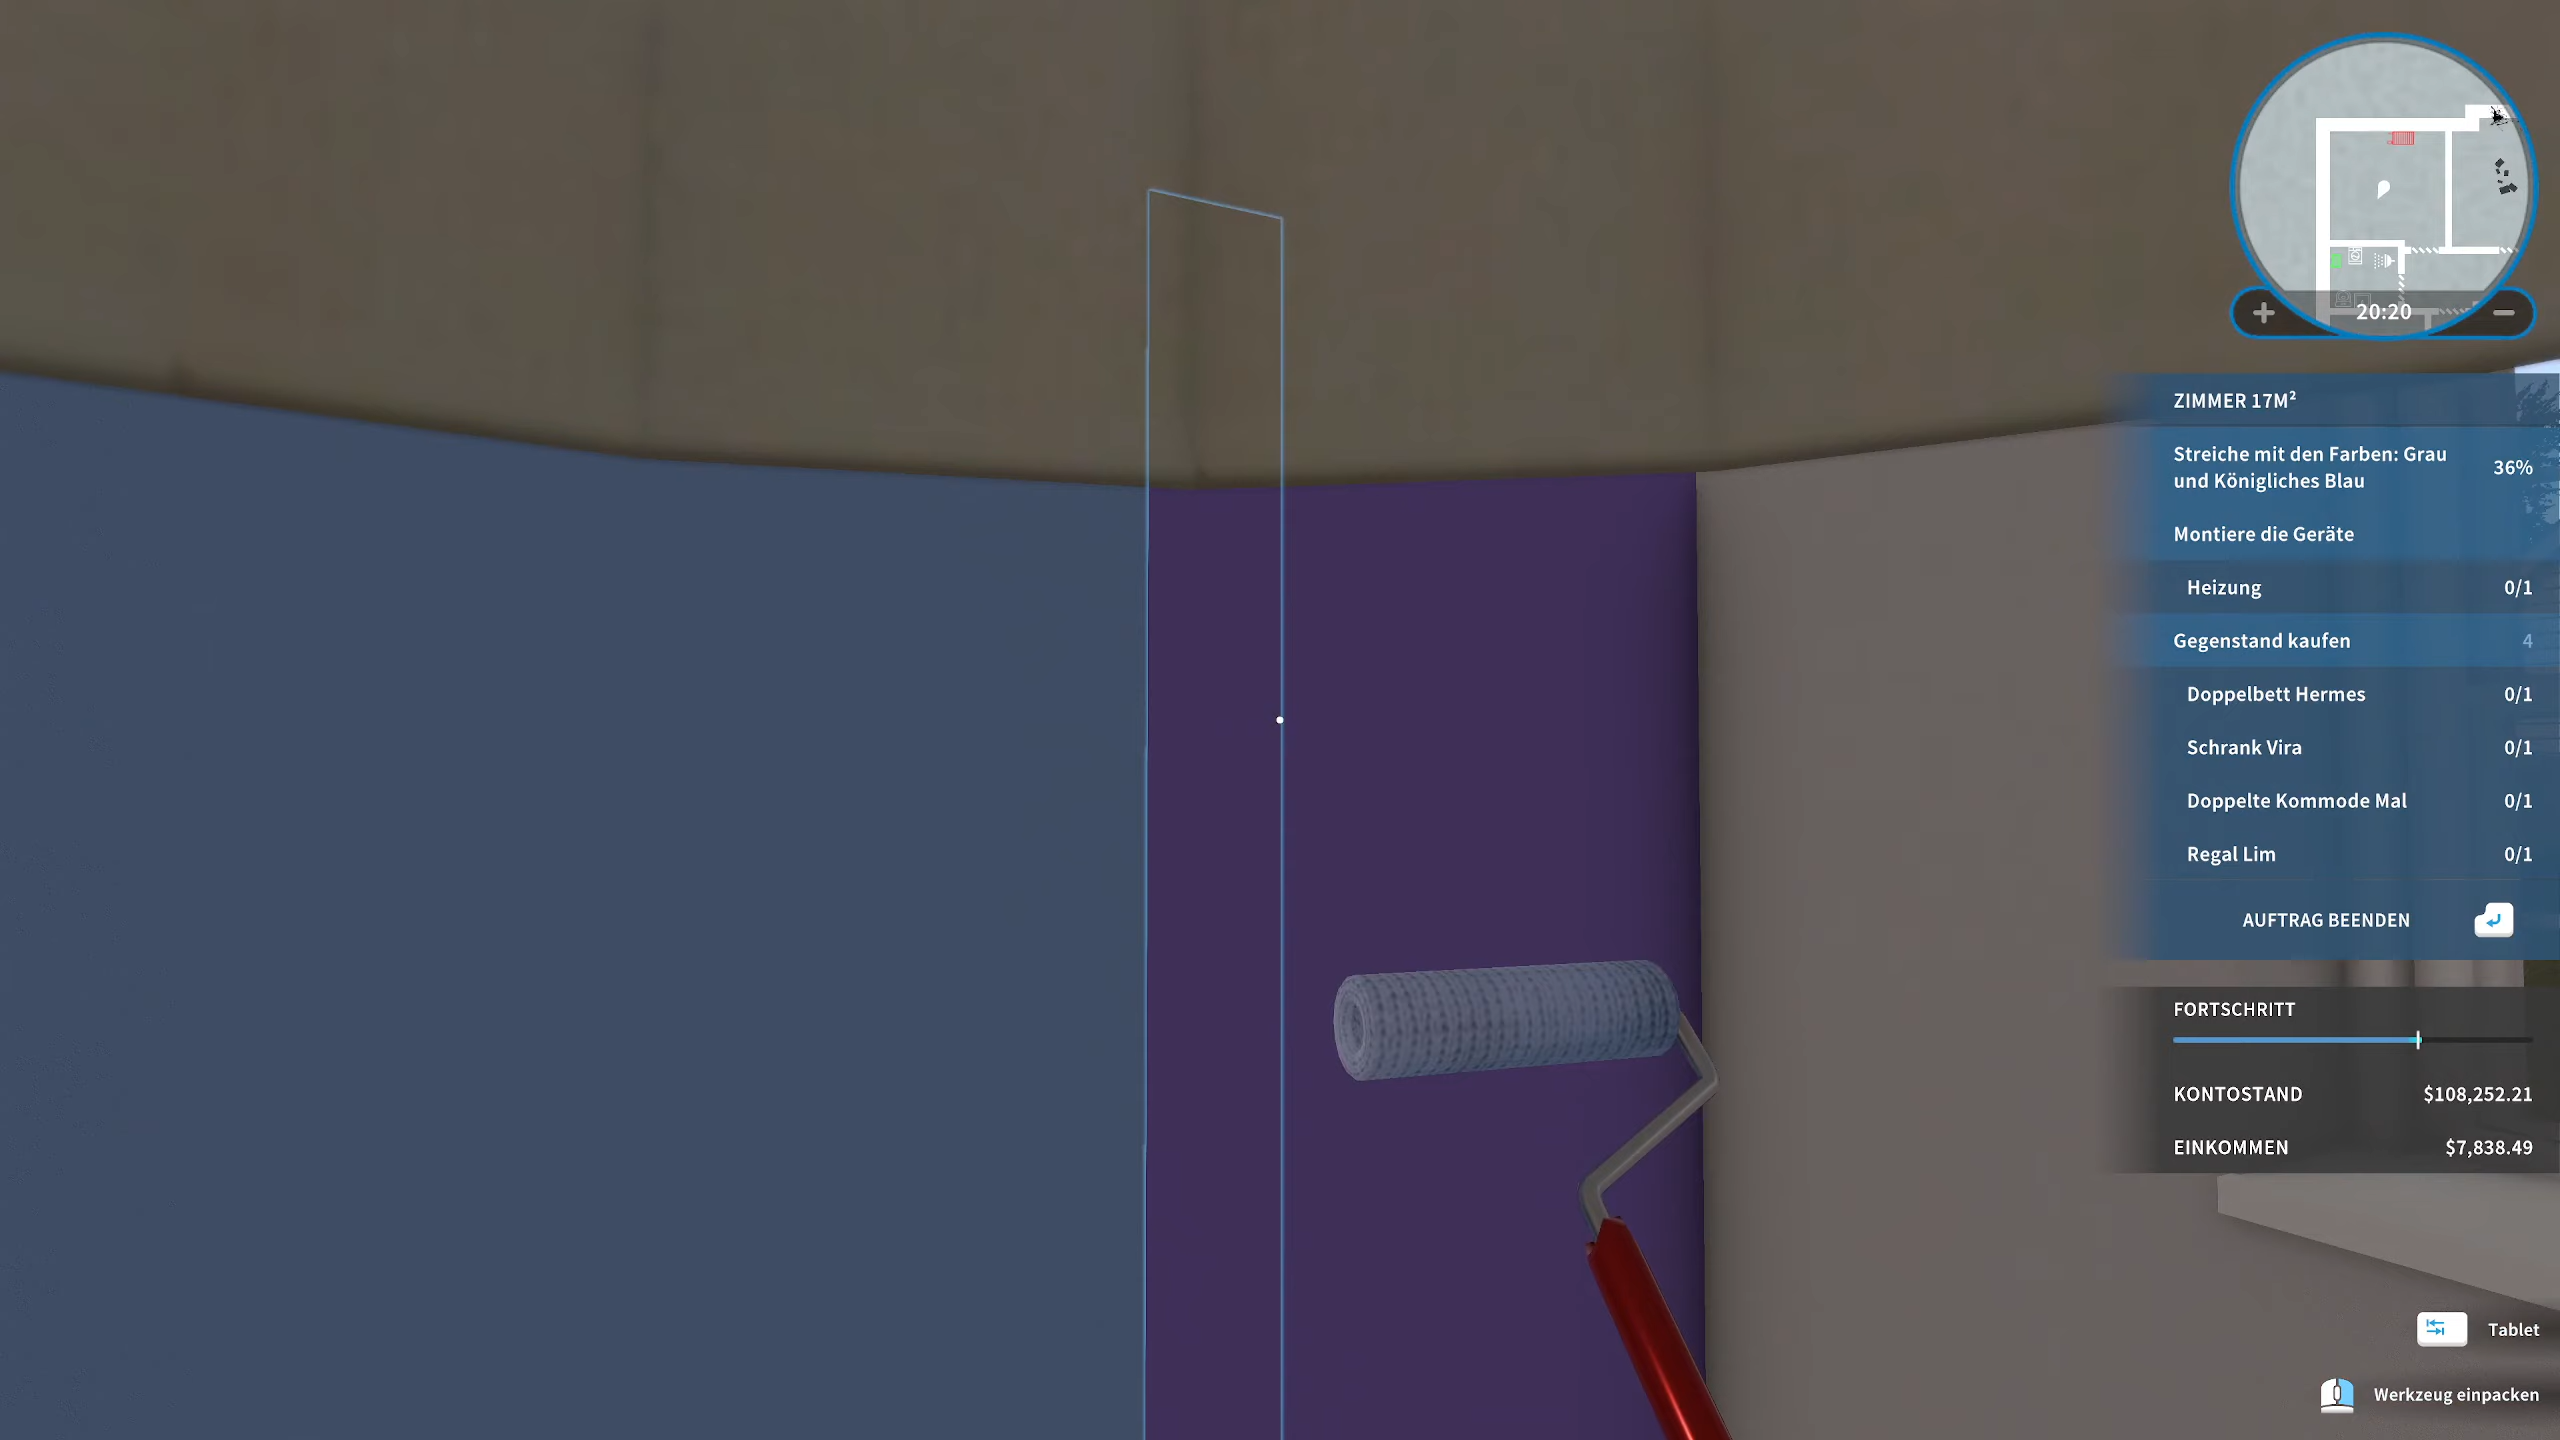 20:20
ZIMMER 17M²
Streiche mit den Farben: Grau
und Königliches Blau
36%
Montiere die Geräte
Heizung 0/1
Gegenstand kaufen 4
Doppelbett Hermes 0/1
Schrank Vira 0/1
Doppelte Kommode Mal 0/1
Regal Lim 0/1
AUFTRAG BEENDEN
FORTSCHRITT
KONTOSTAND $108,252.21
EINKOMMEN $7,838.49
Tablet
Werkzeug einpacken